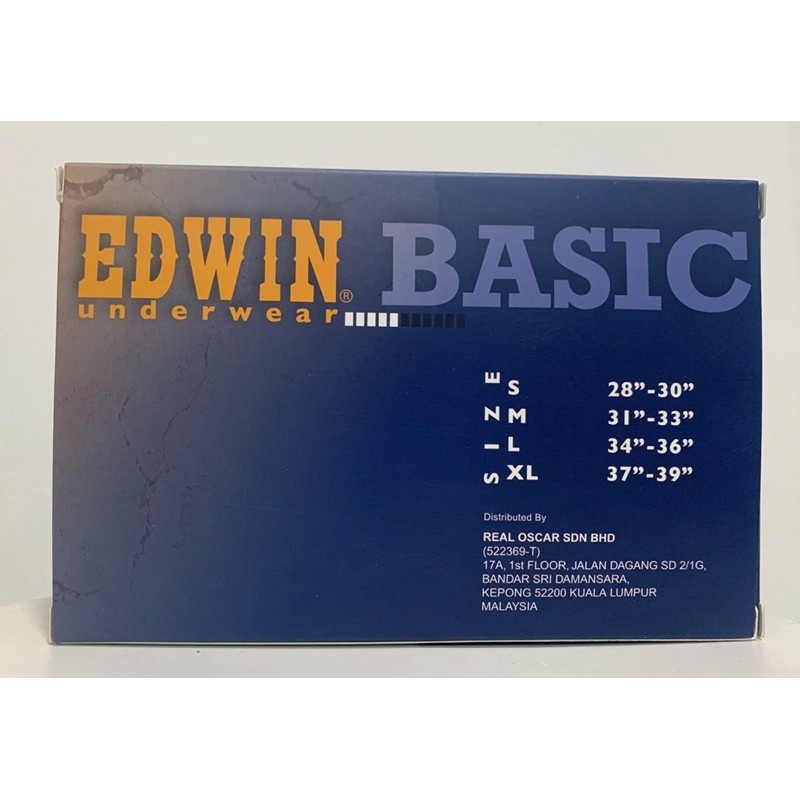 EDWIN® BASIC
underwear
SIZE
S 28”-30”
M 31”-33”
L 34”-36”
XL 37”-39”
Distributed By
REAL OSCAR SDN BHD
(522369-T)
17A, 1st FLOOR, JALAN DAGANG SD 2/1G,
BANDAR SRI DAMANSARA,
KEPONG 52200 KUALA LUMPUR
MALAYSIA